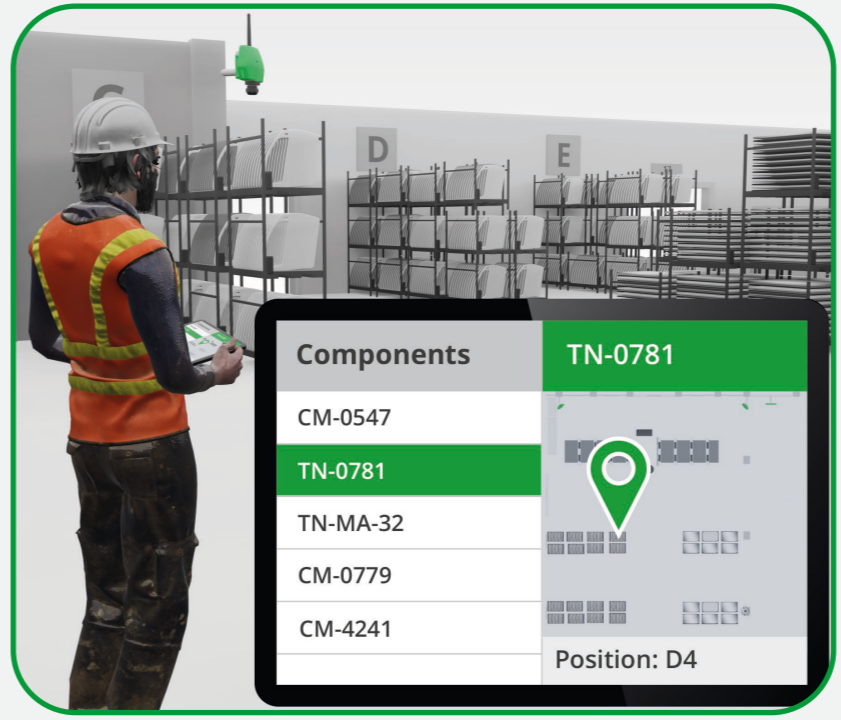 C
D
E
Components
TN-0781
CM-0547
TN-0781
TN-MA-32
CM-0779
CM-4241
Position: D4